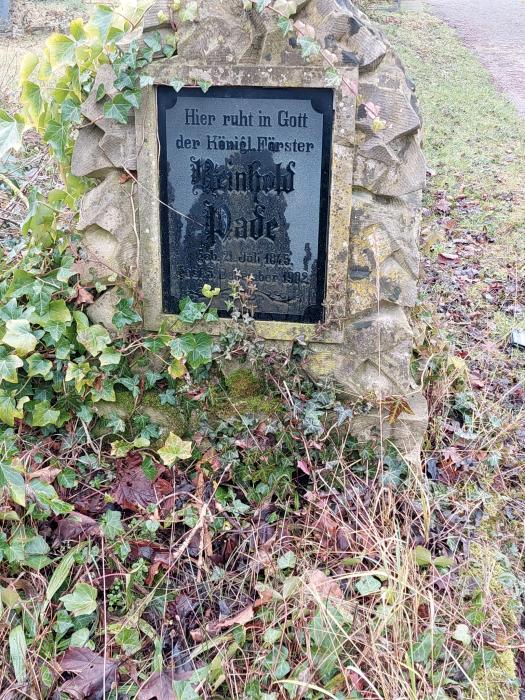 Hier ruht in Gott
der Königl. Förster
Reinhold
Pade
geb. 21. Juli 1845,
1902